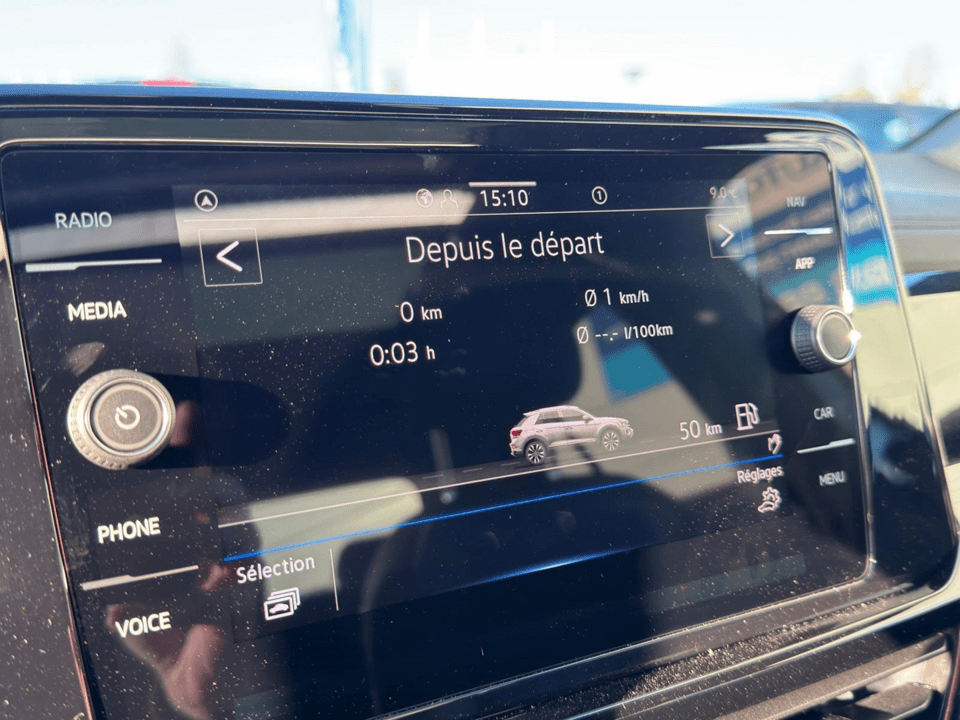 RADIO
MEDIA
PHONE
VOICE
15:10
1
9.0°C
Depuis le départ
0 km
0:03 h
Ø 1 km/h
Ø --.- l/100km
50 km
Réglages
Sélection
NAV
APP
CAR
MENU